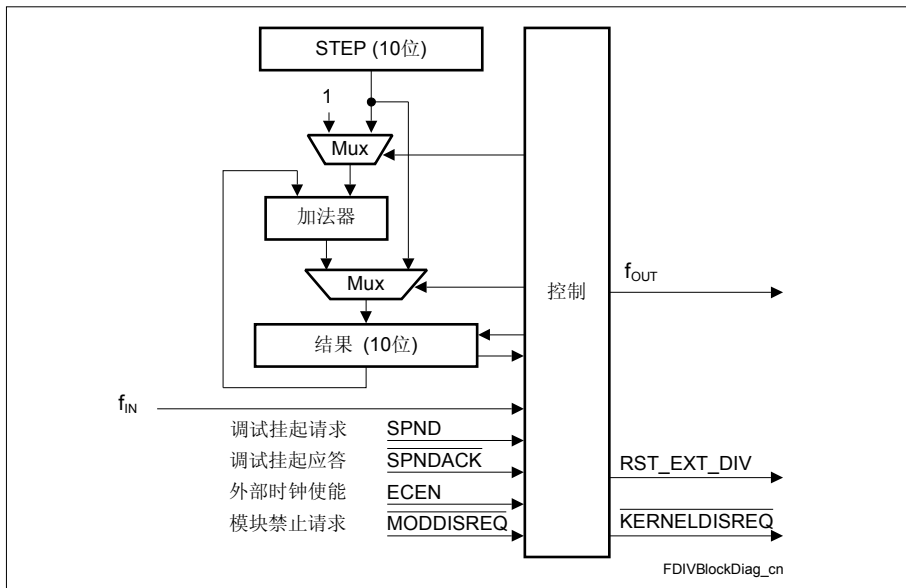 STEP (10位)
1
Mux
加法器
Mux
控制
f_OUT
结果 (10位)
f_IN
调试挂起请求 SPND
调试挂起应答 SPNDACK
RST_EXT_DIV
外部时钟使能 ECEN
模块禁止请求 MODDISREQ
KERNELDISREQ
FDIVBlockDiag_cn